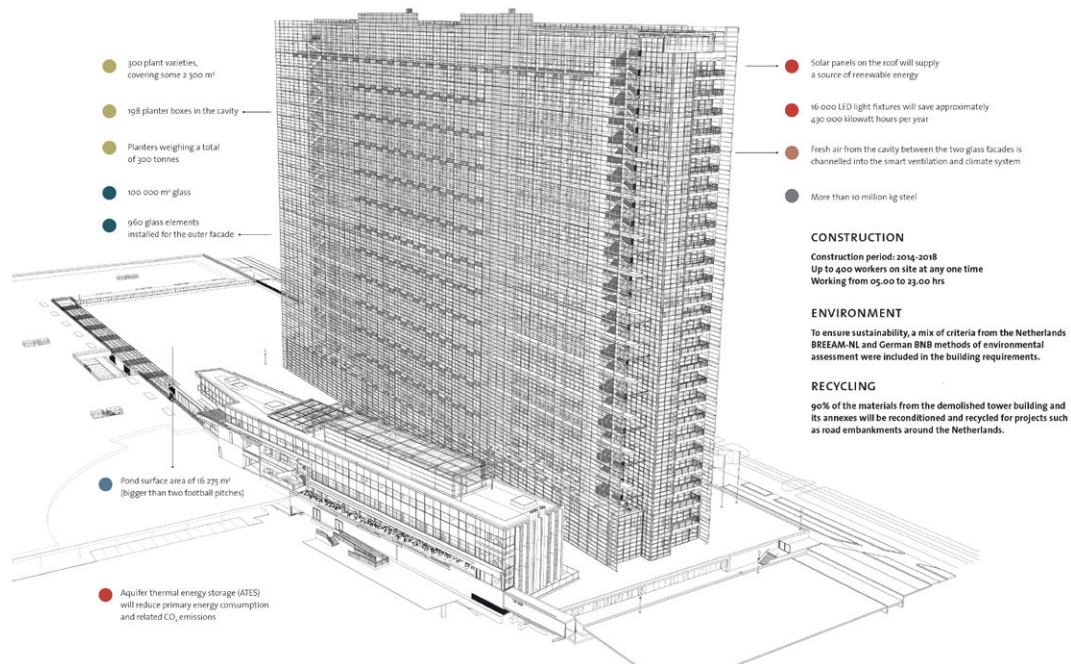 300 plant varieties,
covering some 2 300 m²
198 planter boxes in the cavity
Planters weighing a total
of 300 tonnes
100 000 m² glass
960 glass elements
installed for the outer facade
Pond surface area of 16 275 m²
(bigger than two football pitches)
Aquifer thermal energy storage (ATES)
will reduce primary energy consumption
and related CO₂ emissions
Solar panels on the roof will supply
a source of renewable energy
16 000 LED light fixtures will save approximately
430 000 kilowatt hours per year
Fresh air from the cavity between the two glass facades is
channelled into the smart ventilation and climate system
More than 10 million kg steel
CONSTRUCTION
Construction period: 2014-2018
Up to 400 workers on site at any one time
Working from 05.00 to 23.00 hrs
ENVIRONMENT
To ensure sustainability, a mix of criteria from the Netherlands
BREEAM-NL and German BNB methods of environmental
assessment were included in the building requirements.
RECYCLING
90% of the materials from the demolished tower building and
its annexes will be reconditioned and recycled for projects such
as road embankments around the Netherlands.